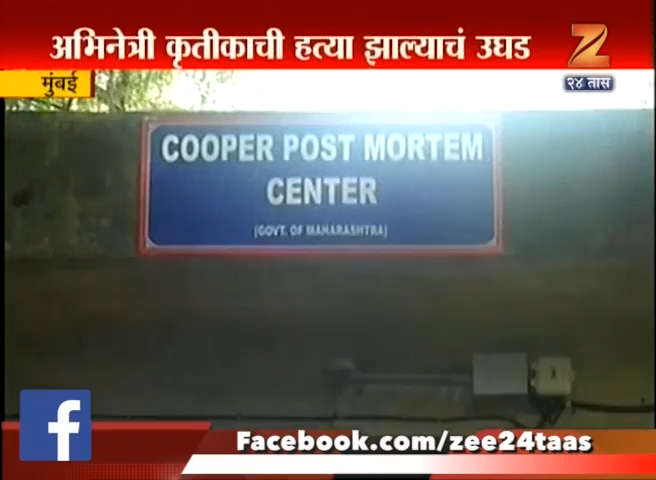 अभिनेत्री कृतीकाची हत्या झाल्याचं उघड
२४ तास
मुंबई
COOPER POST MORTEM
CENTER
(GOVT. OF MAHARASHTRA)
f
Facebook.com/zee24taas